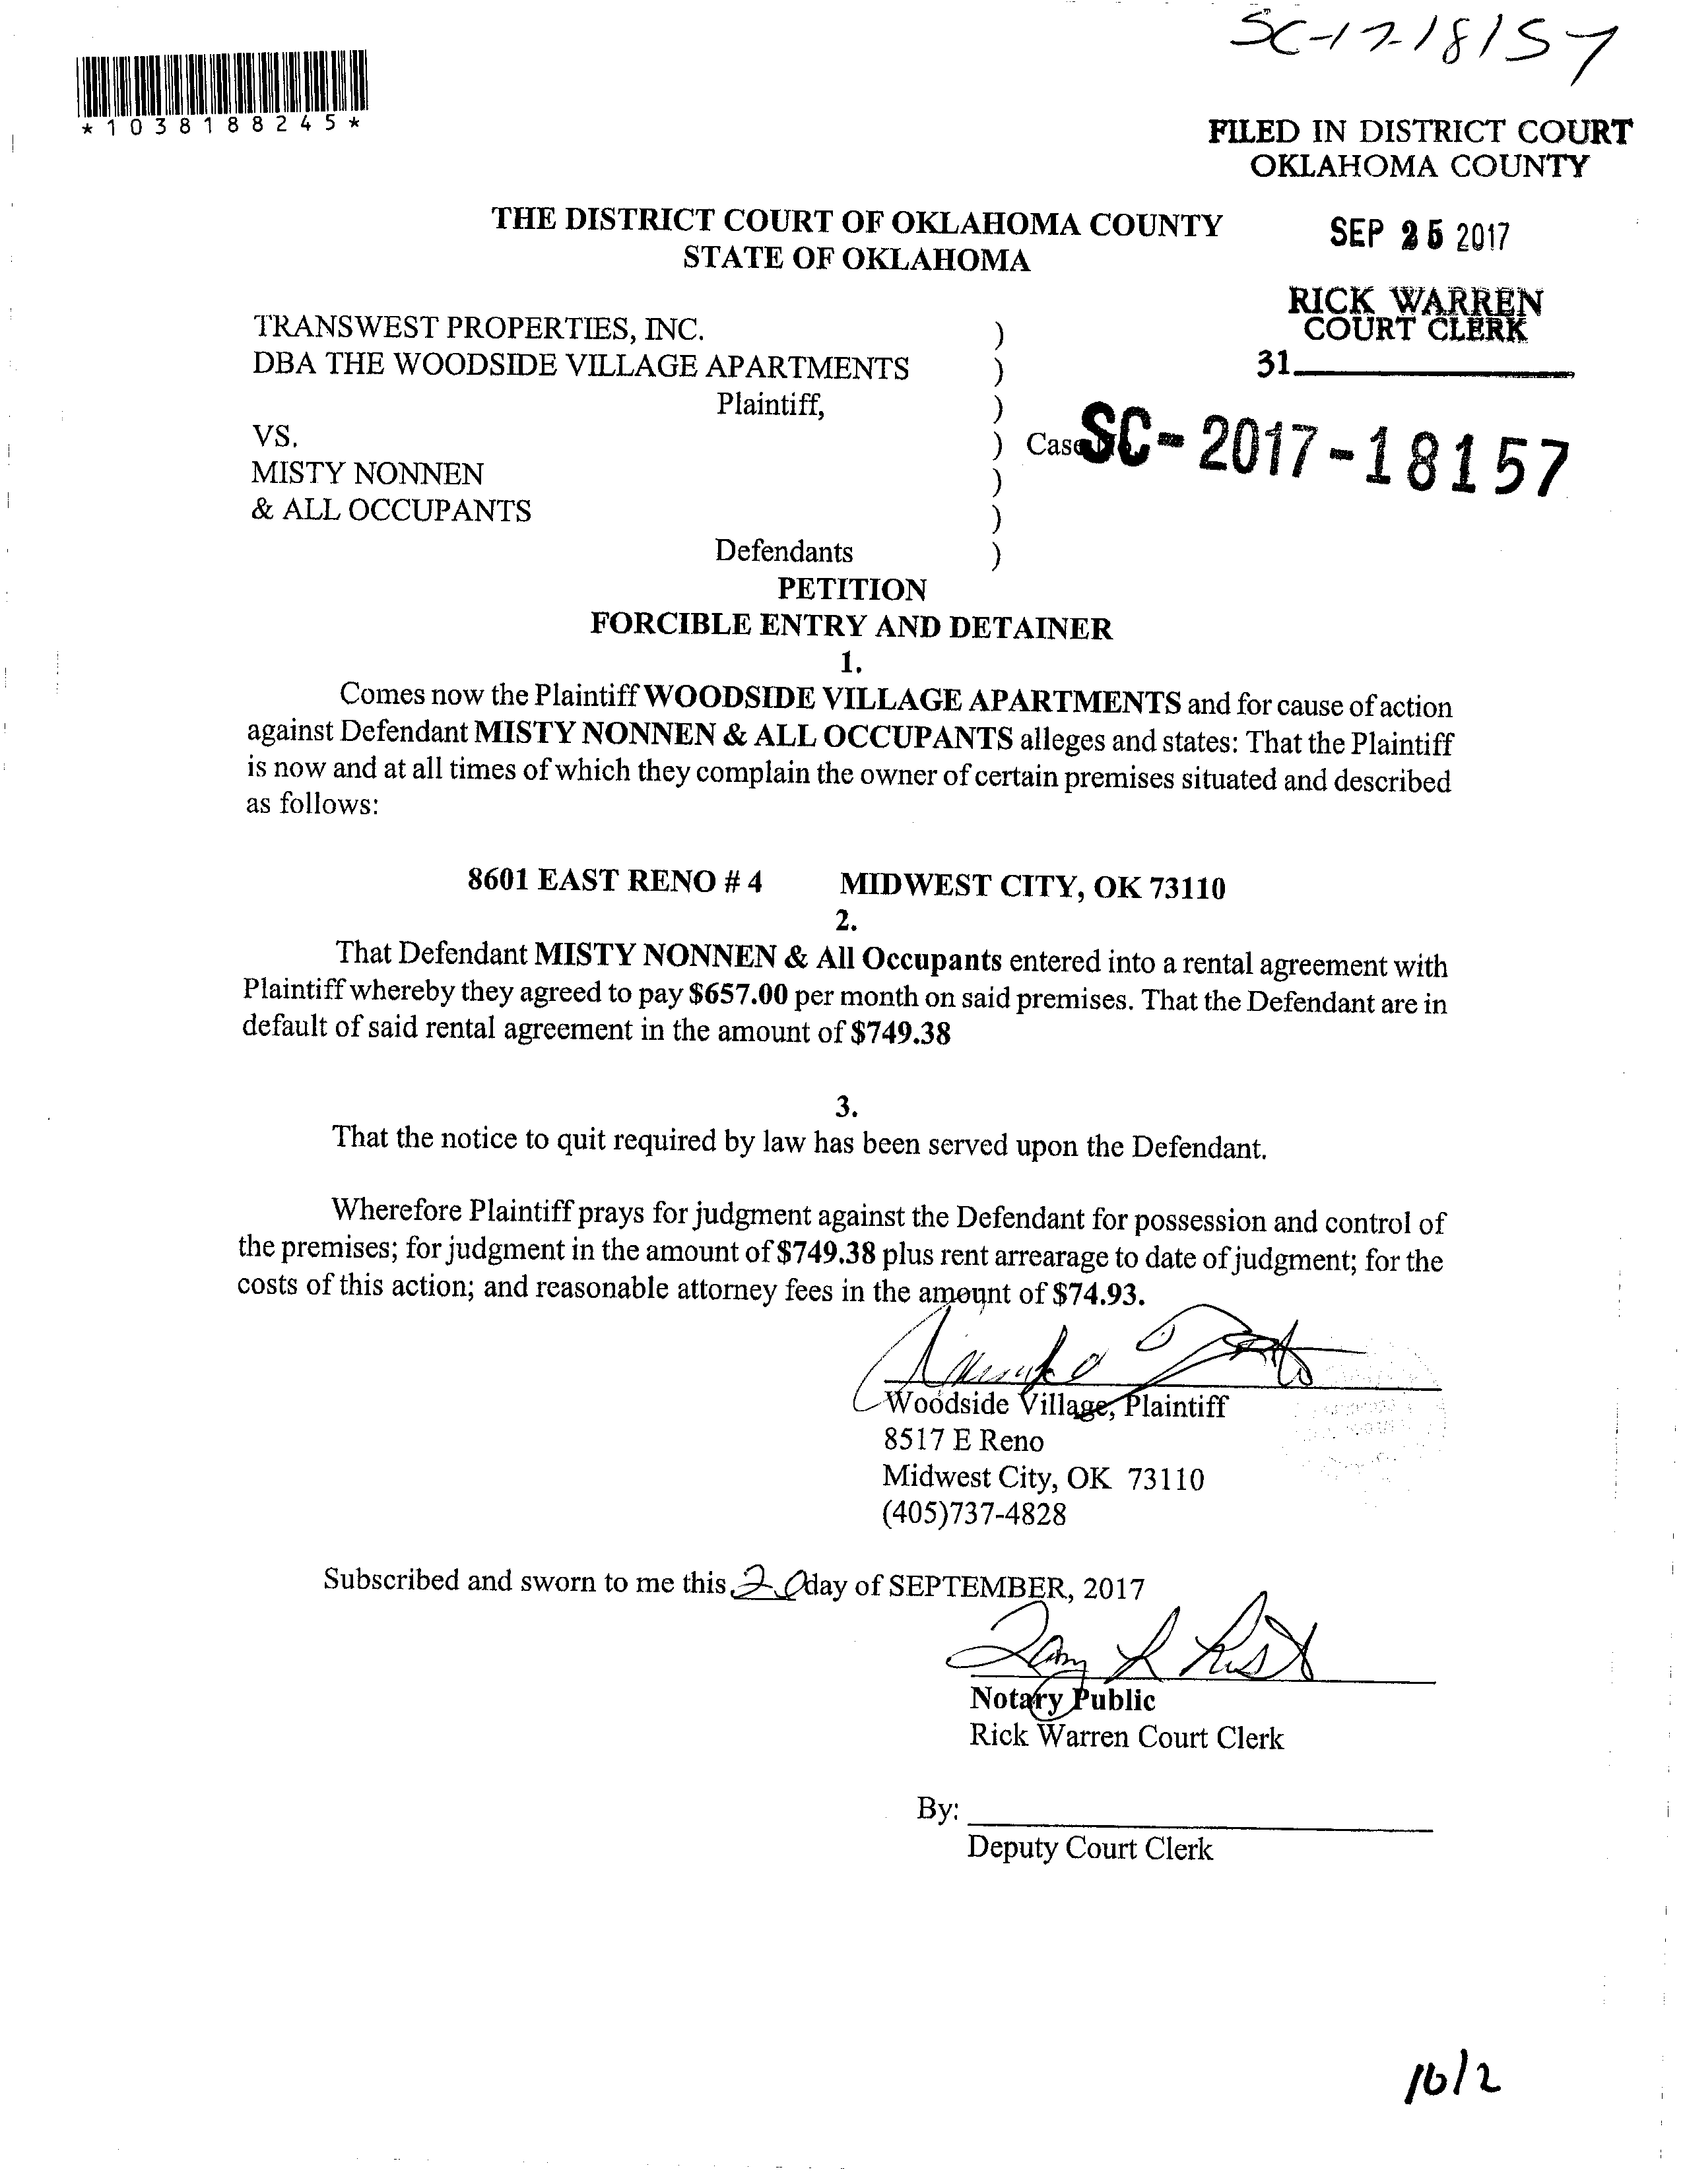 SC-17-18157
*1038188245*
FILED IN DISTRICT COURT
OKLAHOMA COUNTY
THE DISTRICT COURT OF OKLAHOMA COUNTY
STATE OF OKLAHOMA
SEP 25 2017
RICK WARREN
COURT CLERK
31
TRANSWEST PROPERTIES, INC. )
DBA THE WOODSIDE VILLAGE APARTMENTS )
Plaintiff, )
VS. ) Case SC-2017-18157
MISTY NONNEN )
& ALL OCCUPANTS )
Defendants )
PETITION
FORCIBLE ENTRY AND DETAINER
1.
Comes now the Plaintiff WOODSIDE VILLAGE APARTMENTS and for cause of action
against Defendant MISTY NONNEN & ALL OCCUPANTS alleges and states: That the Plaintiff
is now and at all times of which they complain the owner of certain premises situated and described
as follows:
8601 EAST RENO # 4 MIDWEST CITY, OK 73110
2.
That Defendant MISTY NONNEN & All Occupants entered into a rental agreement with
Plaintiff whereby they agreed to pay $657.00 per month on said premises. That the Defendant are in
default of said rental agreement in the amount of $749.38
3.
That the notice to quit required by law has been served upon the Defendant.
Wherefore Plaintiff prays for judgment against the Defendant for possession and control of
the premises; for judgment in the amount of $749.38 plus rent arrearage to date of judgment; for the
costs of this action; and reasonable attorney fees in the amount of $74.93.
Woodside Village, Plaintiff
8517 E Reno
Midwest City, OK 73110
(405)737-4828
Subscribed and sworn to me this 20 day of SEPTEMBER, 2017
Notary Public
Rick Warren Court Clerk
By:
Deputy Court Clerk
10/2